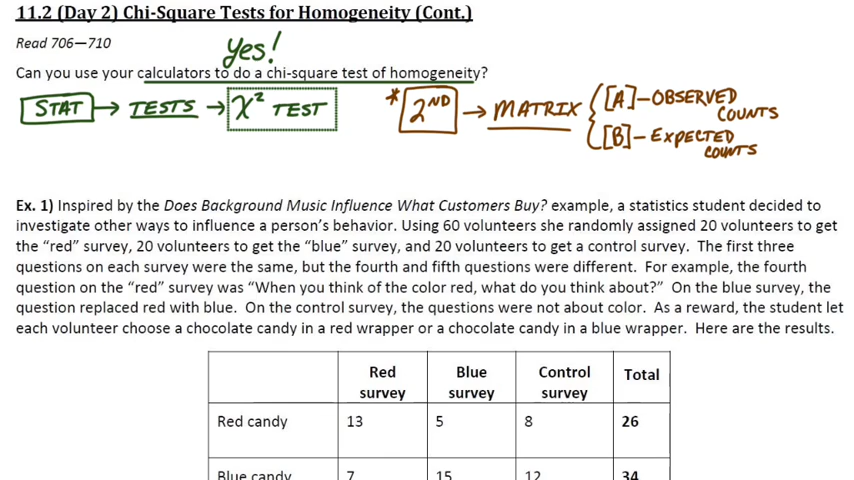 11.2 (Day 2) Chi-Square Tests for Homogeneity (Cont.)
Read 706—710
yes!
Can you use your calculators to do a chi-square test of homogeneity?
STAT → TESTS → X² TEST
* 2ND → MATRIX { [A]-OBSERVED COUNTS
[B]-EXPECTED COUNTS
Ex. 1) Inspired by the Does Background Music Influence What Customers Buy? example, a statistics student decided to
investigate other ways to influence a person's behavior. Using 60 volunteers she randomly assigned 20 volunteers to get
the “red” survey, 20 volunteers to get the “blue” survey, and 20 volunteers to get a control survey. The first three
questions on each survey were the same, but the fourth and fifth questions were different. For example, the fourth
question on the “red” survey was “When you think of the color red, what do you think about?” On the blue survey, the
question replaced red with blue. On the control survey, the questions were not about color. As a reward, the student let
each volunteer choose a chocolate candy in a red wrapper or a chocolate candy in a blue wrapper. Here are the results.
Red survey Blue survey Control survey Total
Red candy 13 5 8 26
Blue candy 7 15 12 34